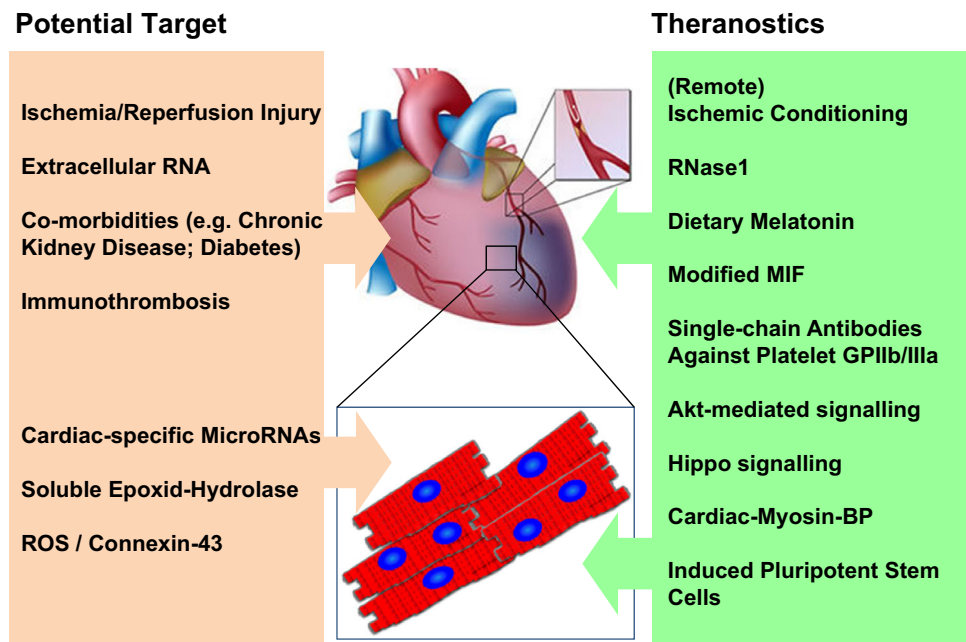 Potential Target
Ischemia/Reperfusion Injury
Extracellular RNA
Co-morbidities (e.g. Chronic
Kidney Disease; Diabetes)
Immunothrombosis
Cardiac-specific MicroRNAs
Soluble Epoxid-Hydrolase
ROS / Connexin-43
Theranostics
(Remote)
Ischemic Conditioning
RNase1
Dietary Melatonin
Modified MIF
Single-chain Antibodies
Against Platelet GPIIb/IIIa
Akt-mediated signalling
Hippo signalling
Cardiac-Myosin-BP
Induced Pluripotent Stem
Cells